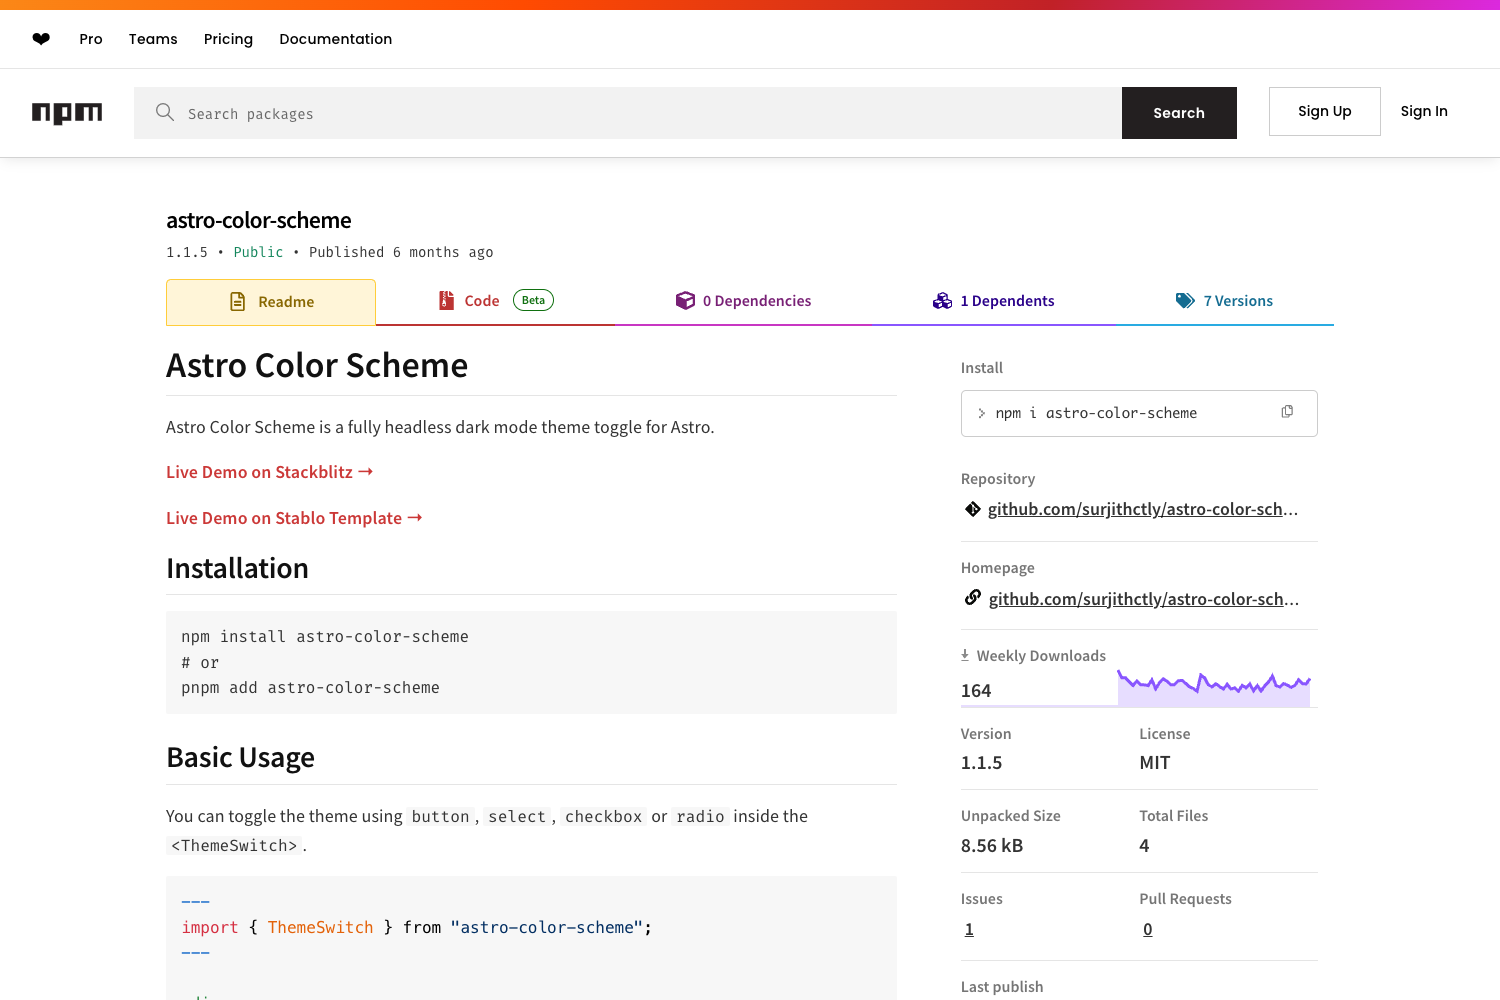 ❤ Pro Teams Pricing Documentation
npm Search packages Search Sign Up Sign In
astro-color-scheme
1.1.5 • Public • Published 6 months ago
Readme Code Beta 0 Dependencies 1 Dependents 7 Versions
Astro Color Scheme
Astro Color Scheme is a fully headless dark mode theme toggle for Astro.
Live Demo on Stackblitz →
Live Demo on Stablo Template →
Installation
npm install astro-color-scheme
# or
pnpm add astro-color-scheme
Basic Usage
You can toggle the theme using button, select, checkbox or radio inside the
<ThemeSwitch>.
---
import { ThemeSwitch } from "astro-color-scheme";
---
Install
> npm i astro-color-scheme
Repository
github.com/surjithctly/astro-color-sch…
Homepage
github.com/surjithctly/astro-color-sch…
Weekly Downloads
164
Version License
1.1.5 MIT
Unpacked Size Total Files
8.56 kB 4
Issues Pull Requests
1 0
Last publish